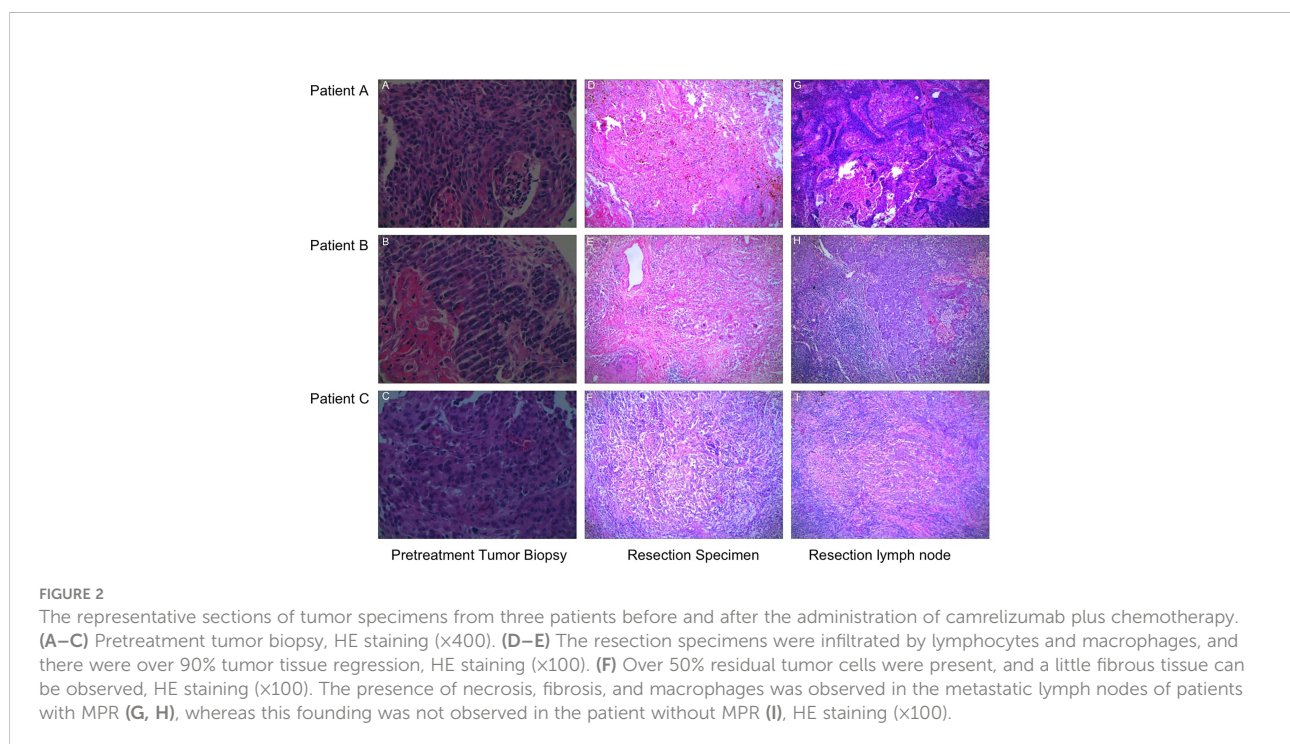 Patient A
A
D
G
Patient B
B
E
H
Patient C
C
F
I
Pretreatment Tumor Biopsy
Resection Specimen
Resection lymph node
FIGURE 2
The representative sections of tumor specimens from three patients before and after the administration of camrelizumab plus chemotherapy.
(A–C) Pretreatment tumor biopsy, HE staining (×400). (D–E) The resection specimens were infiltrated by lymphocytes and macrophages, and
there were over 90% tumor tissue regression, HE staining (×100). (F) Over 50% residual tumor cells were present, and a little fibrous tissue can
be observed, HE staining (×100). The presence of necrosis, fibrosis, and macrophages was observed in the metastatic lymph nodes of patients
with MPR (G, H), whereas this founding was not observed in the patient without MPR (I), HE staining (×100).